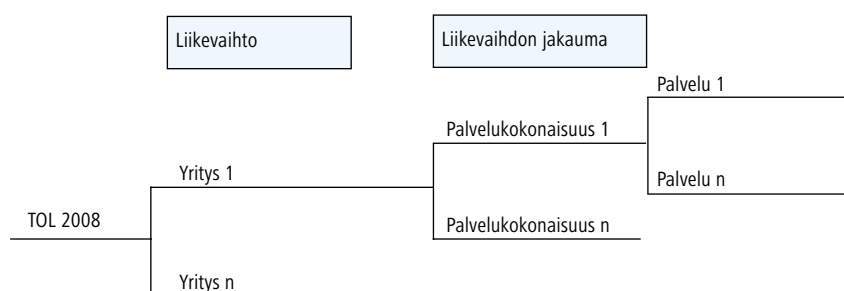 Liikevaihto
Liikevaihdon jakauma
Palvelu 1
Palvelukokonaisuus 1
Yritys 1
Palvelu n
TOL 2008
Palvelukokonaisuus n
Yritys n